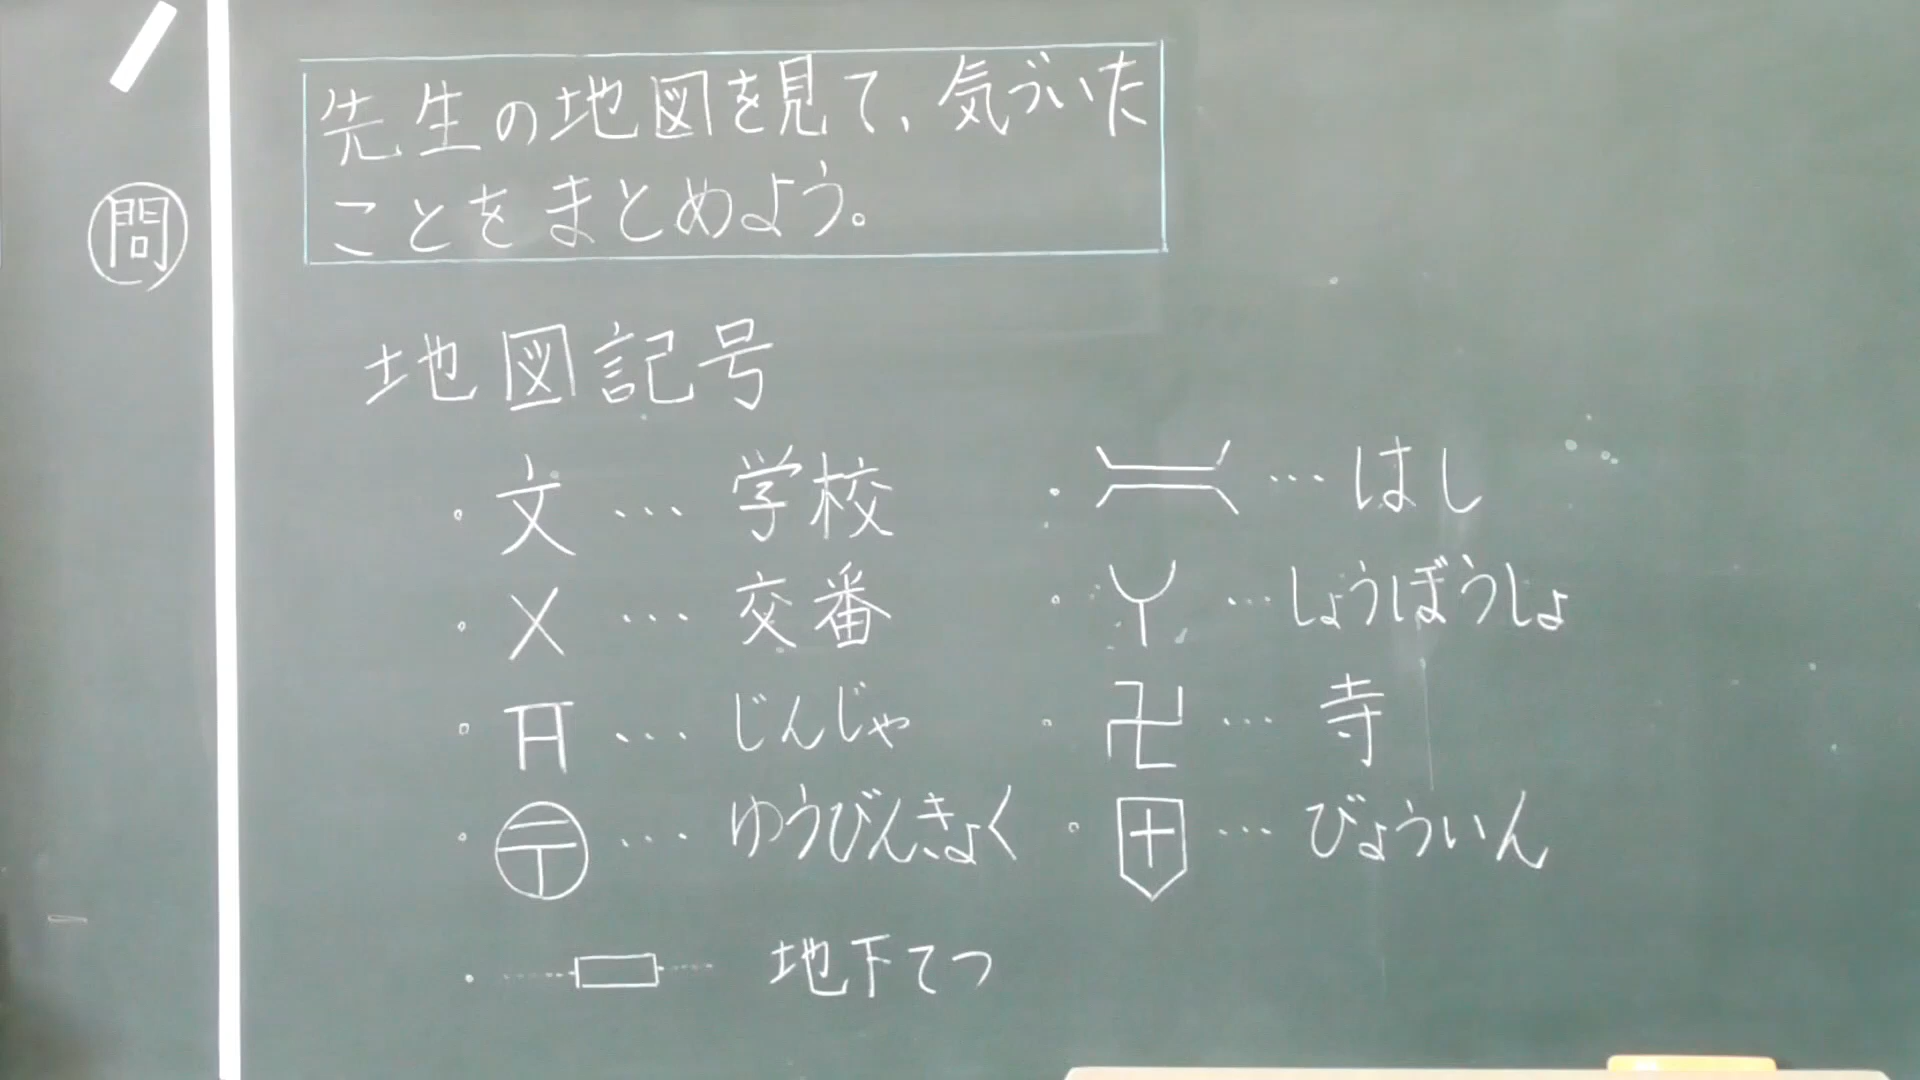 問
先生の地図を見て、気づいた
ことをまとめよう。
地図記号
・文…学校
・X…交番
・⛩…じんじゃ
・〶…ゆうびんきょく
・地下てつ
・…はし
・Y…しょうぼうしょ
・卍…寺
・…びょういん